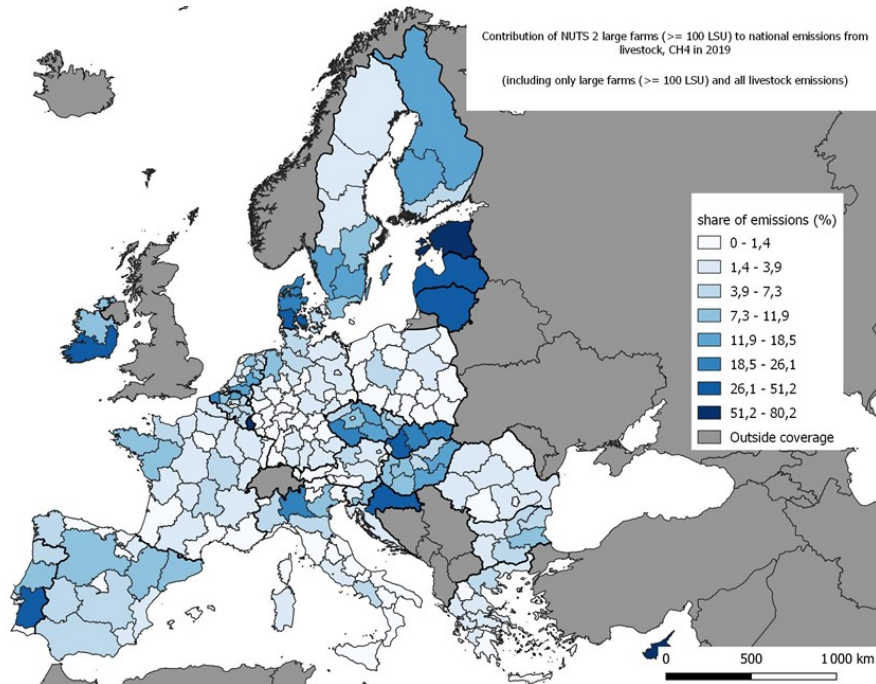 Contribution of NUTS 2 large farms (>= 100 LSU) to national emissions from
livestock, CH4 in 2019
(including only large farms (>= 100 LSU) and all livestock emissions)
share of emissions (%)
0 - 1,4
1,4 - 3,9
3,9 - 7,3
7,3 - 11,9
11,9 - 18,5
18,5 - 26,1
26,1 - 51,2
51,2 - 80,2
Outside coverage
0 500 1000 km